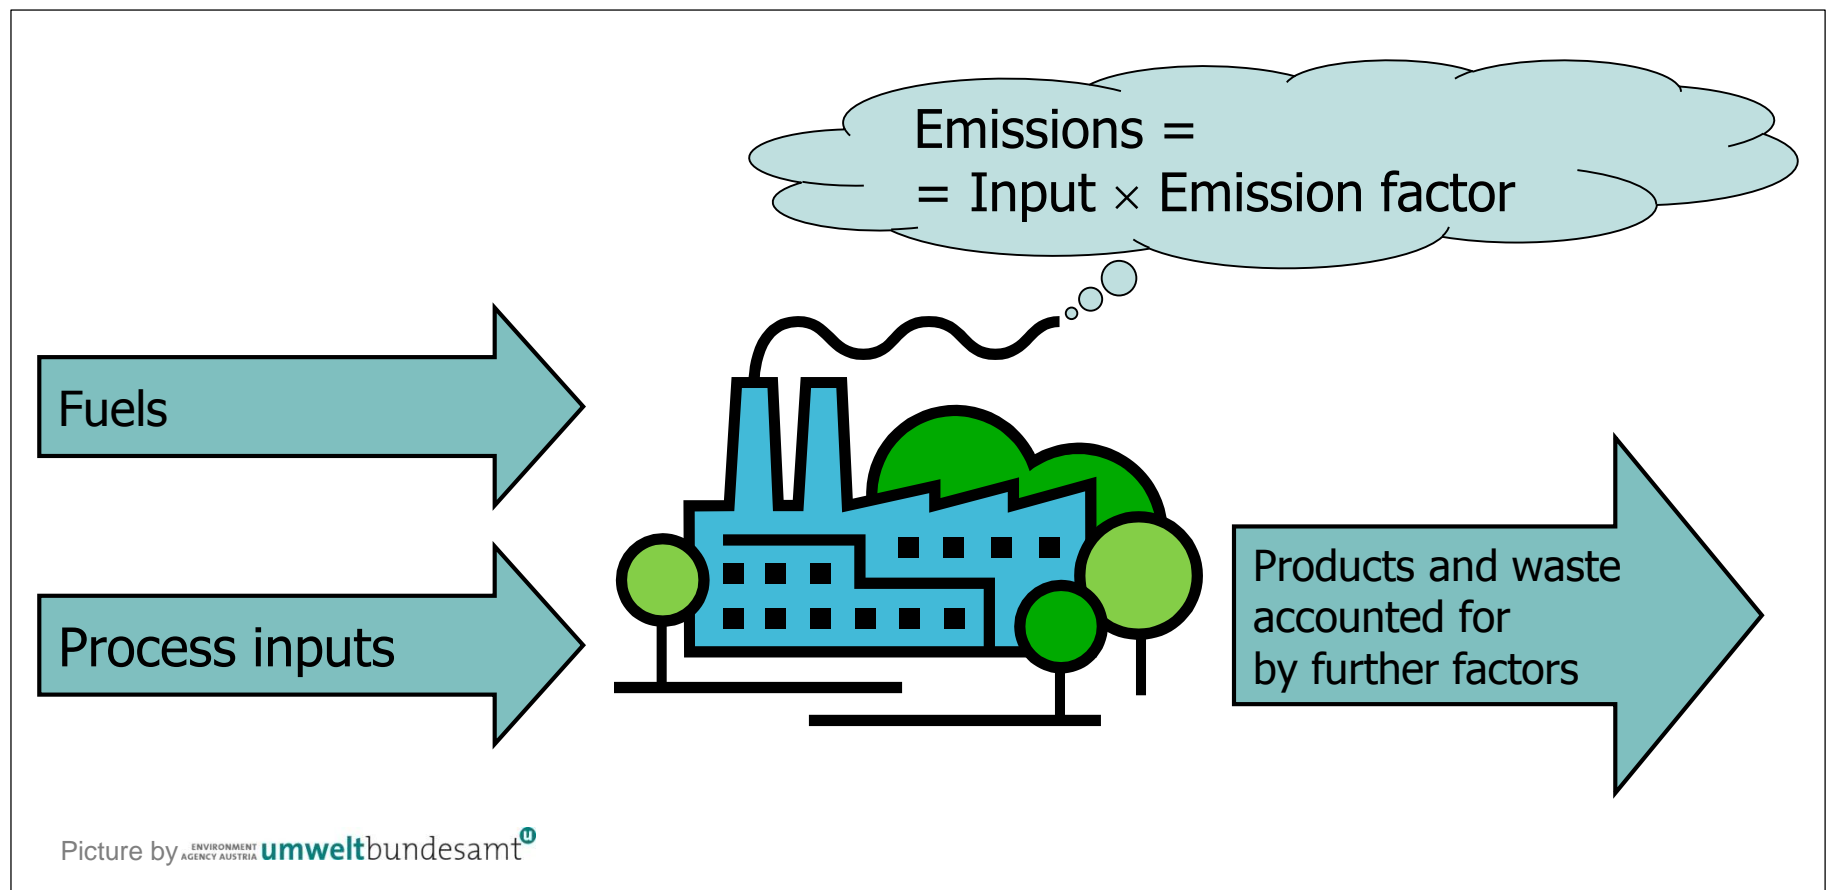 Emissions =
= Input × Emission factor
Fuels
Process inputs
Products and waste
accounted for
by further factors
Picture by ENVIRONMENT AGENCY AUSTRIA umweltbundesamt u